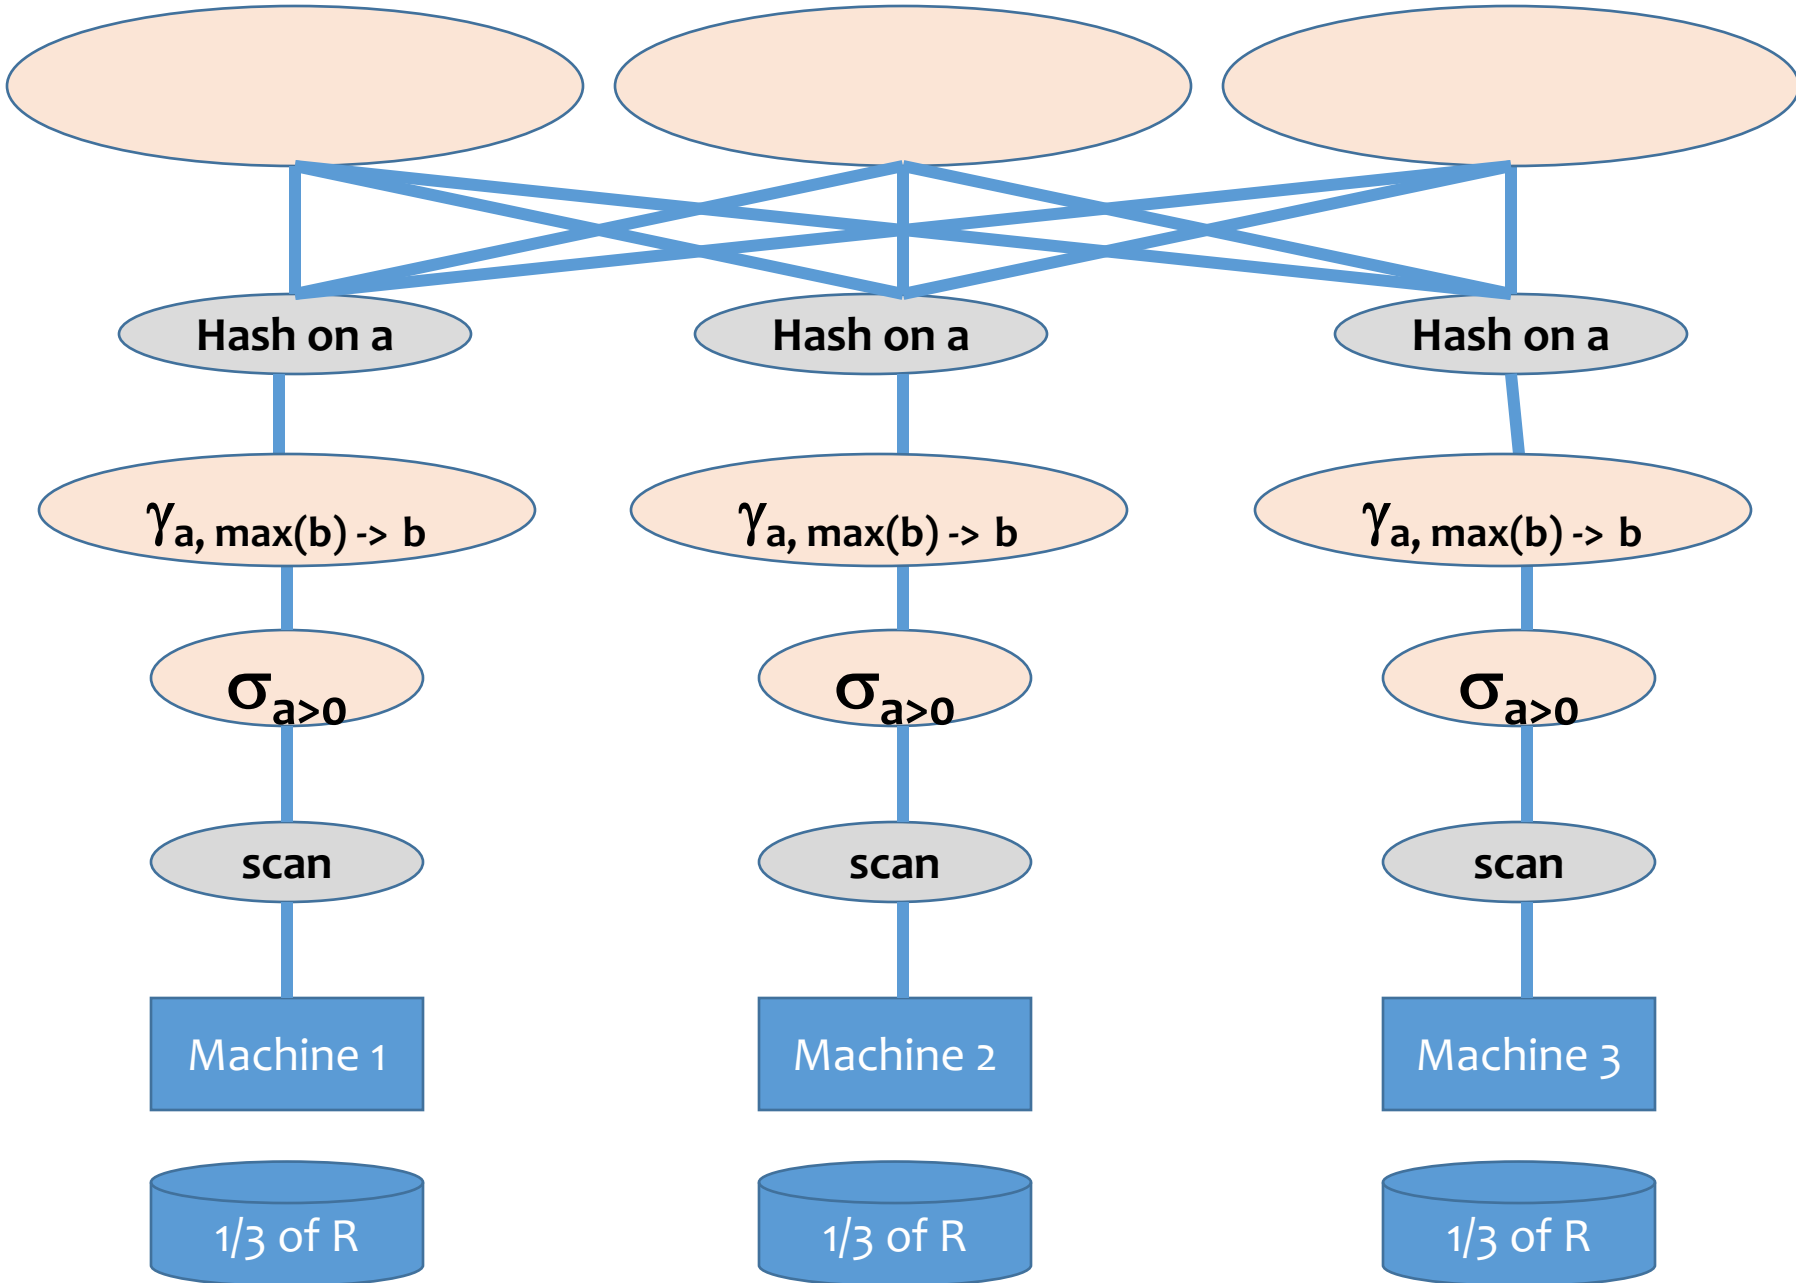 Hash on a
Hash on a
Hash on a
γa, max(b) -> b
γa, max(b) -> b
γa, max(b) -> b
σa>0
σa>0
σa>0
scan
scan
scan
Machine 1
Machine 2
Machine 3
1/3 of R
1/3 of R
1/3 of R